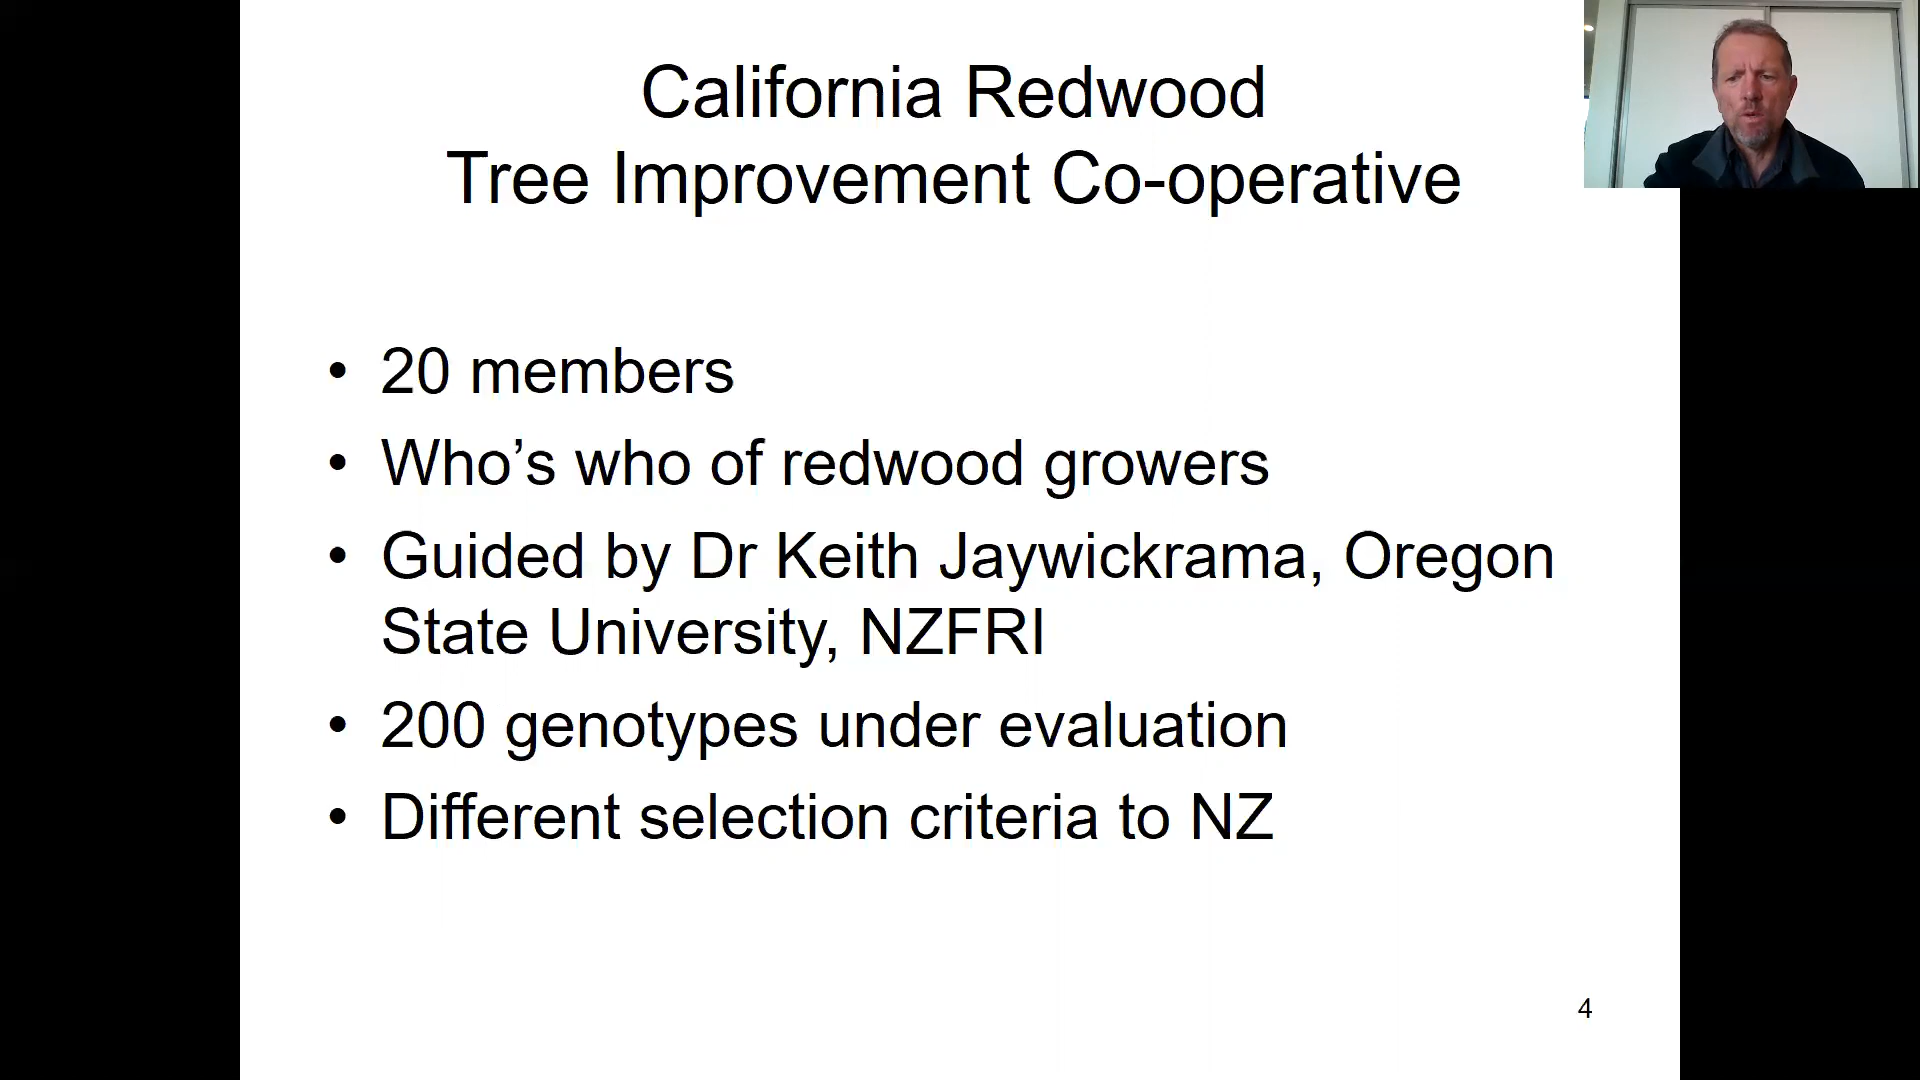 California Redwood
Tree Improvement Co-operative
• 20 members
• Who’s who of redwood growers
• Guided by Dr Keith Jaywickrama, Oregon
State University, NZFRI
• 200 genotypes under evaluation
• Different selection criteria to NZ
4